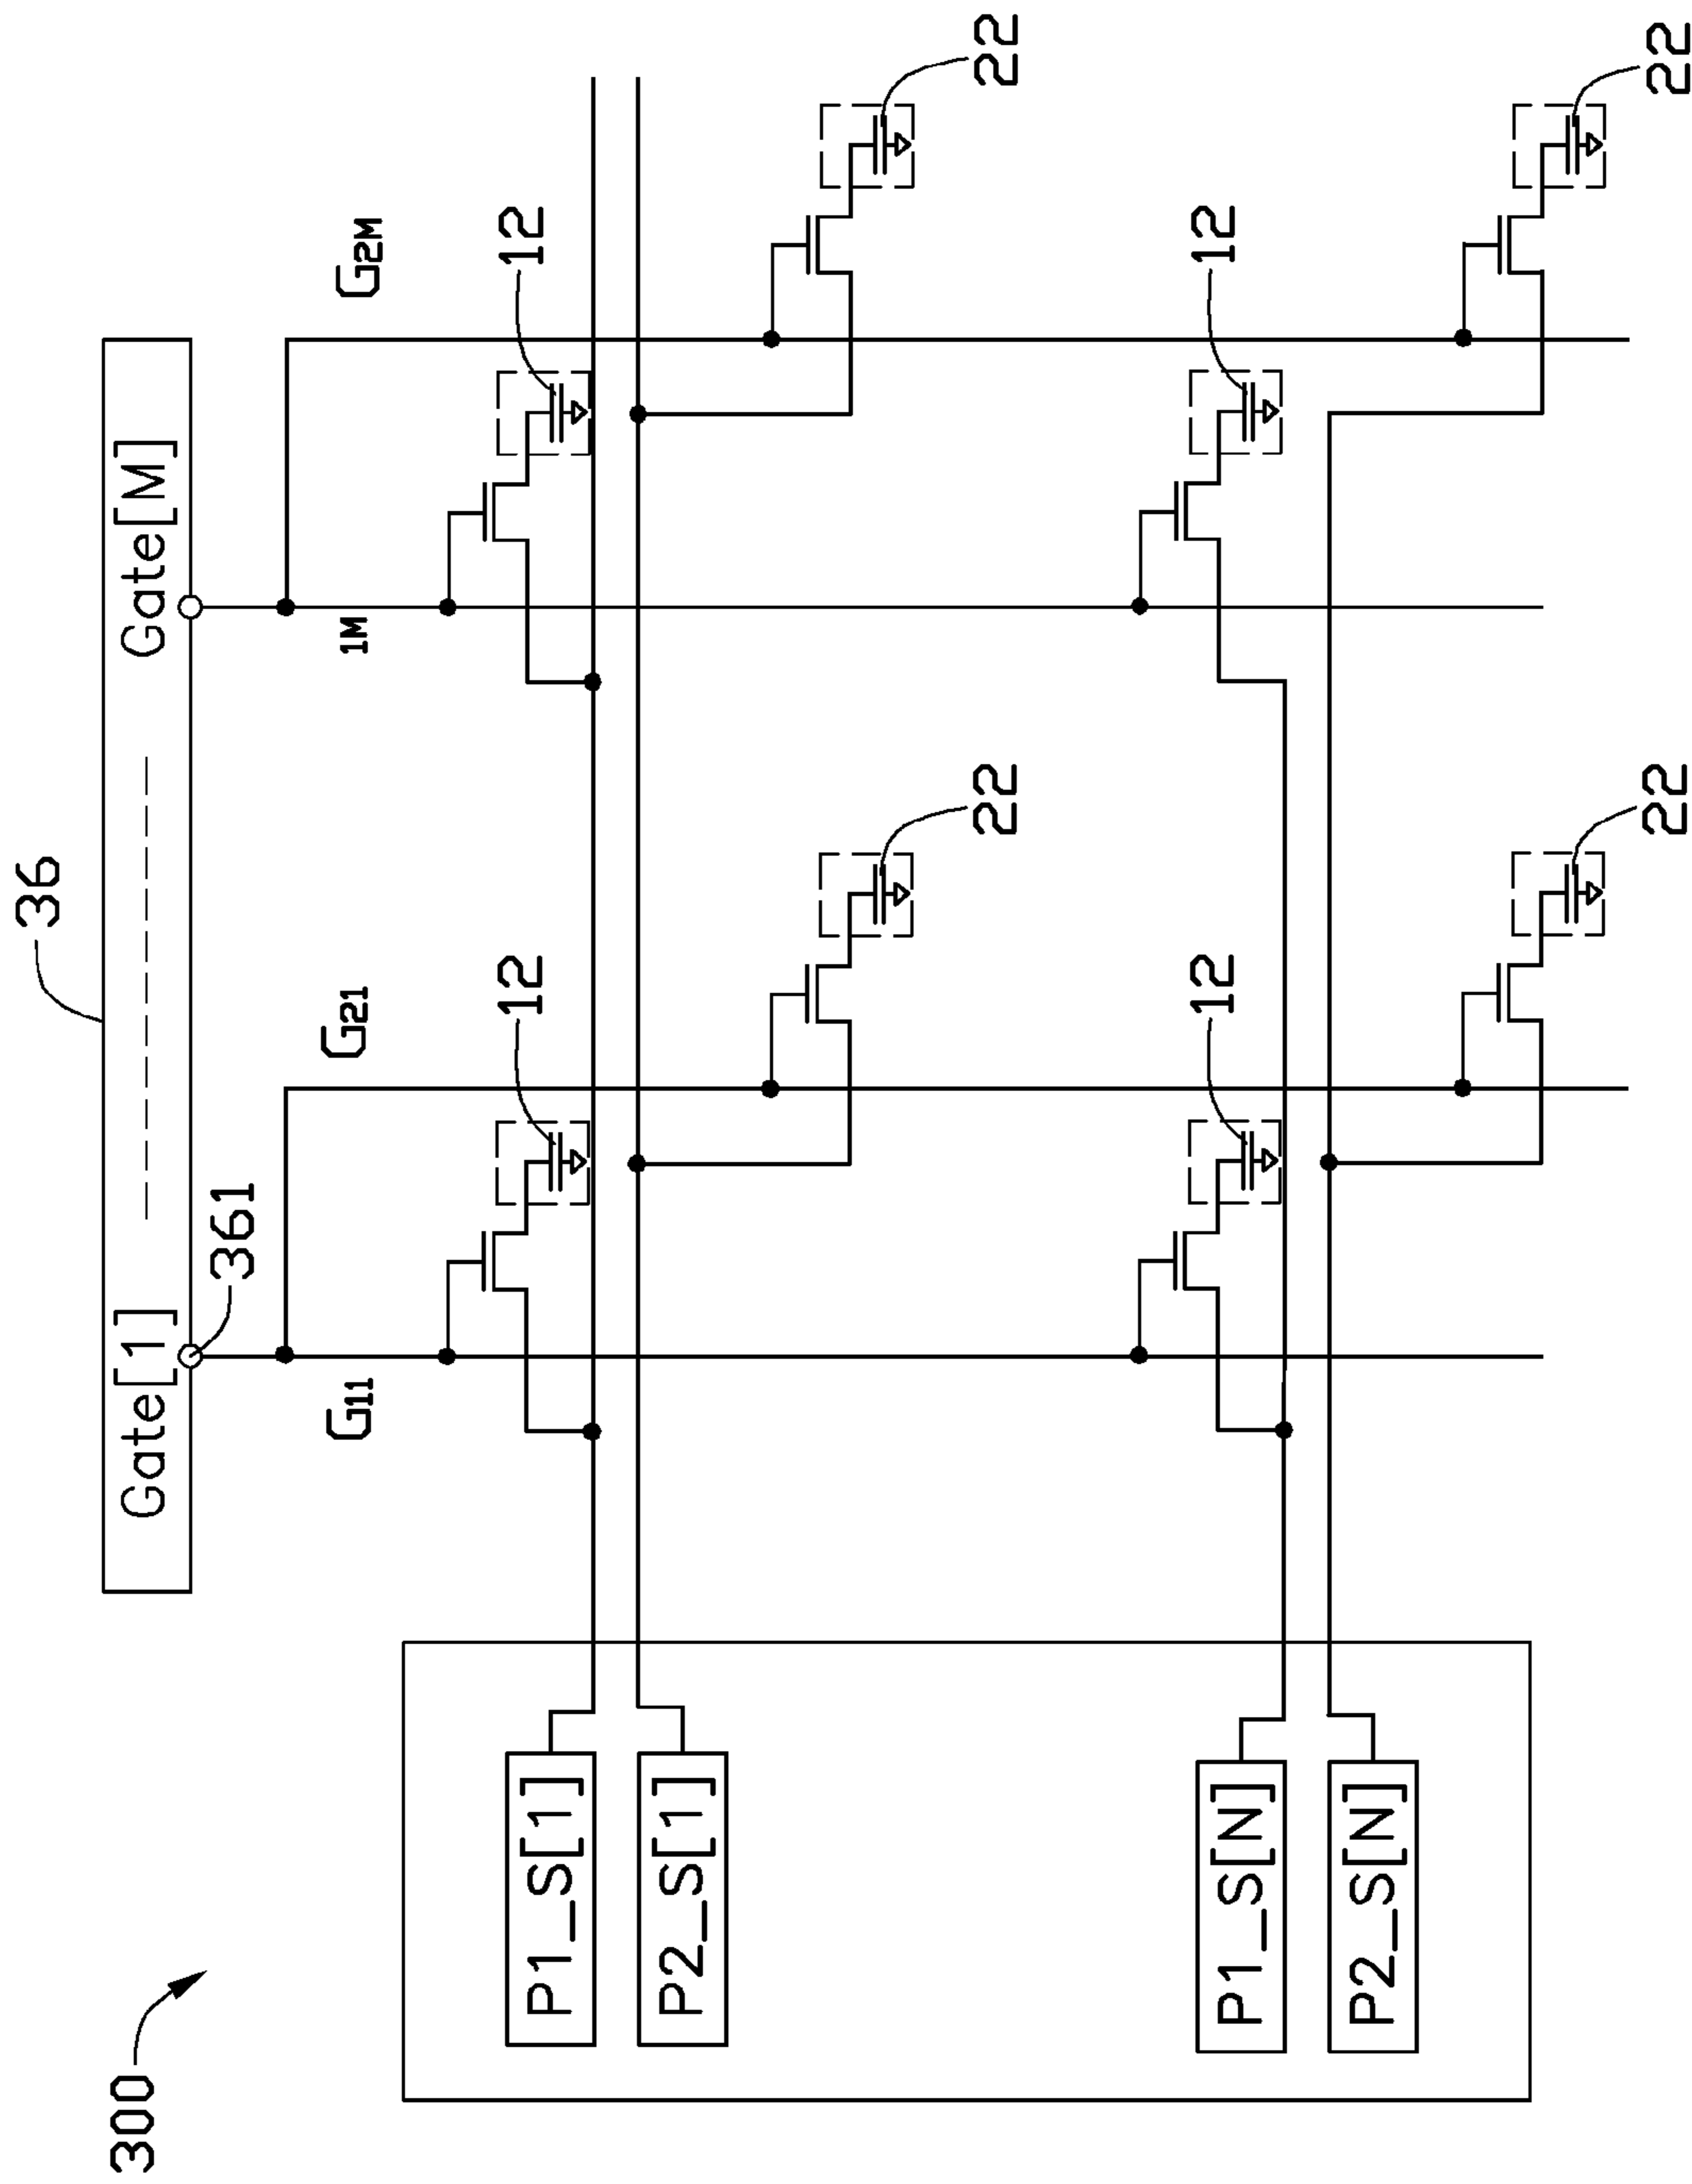 300
36
Gate[1]
Gate[M]
361
G11
G21
1M
G2M
12
12
22
22
12
12
22
22
P1_S[1]
P2_S[1]
P1_S[N]
P2_S[N]